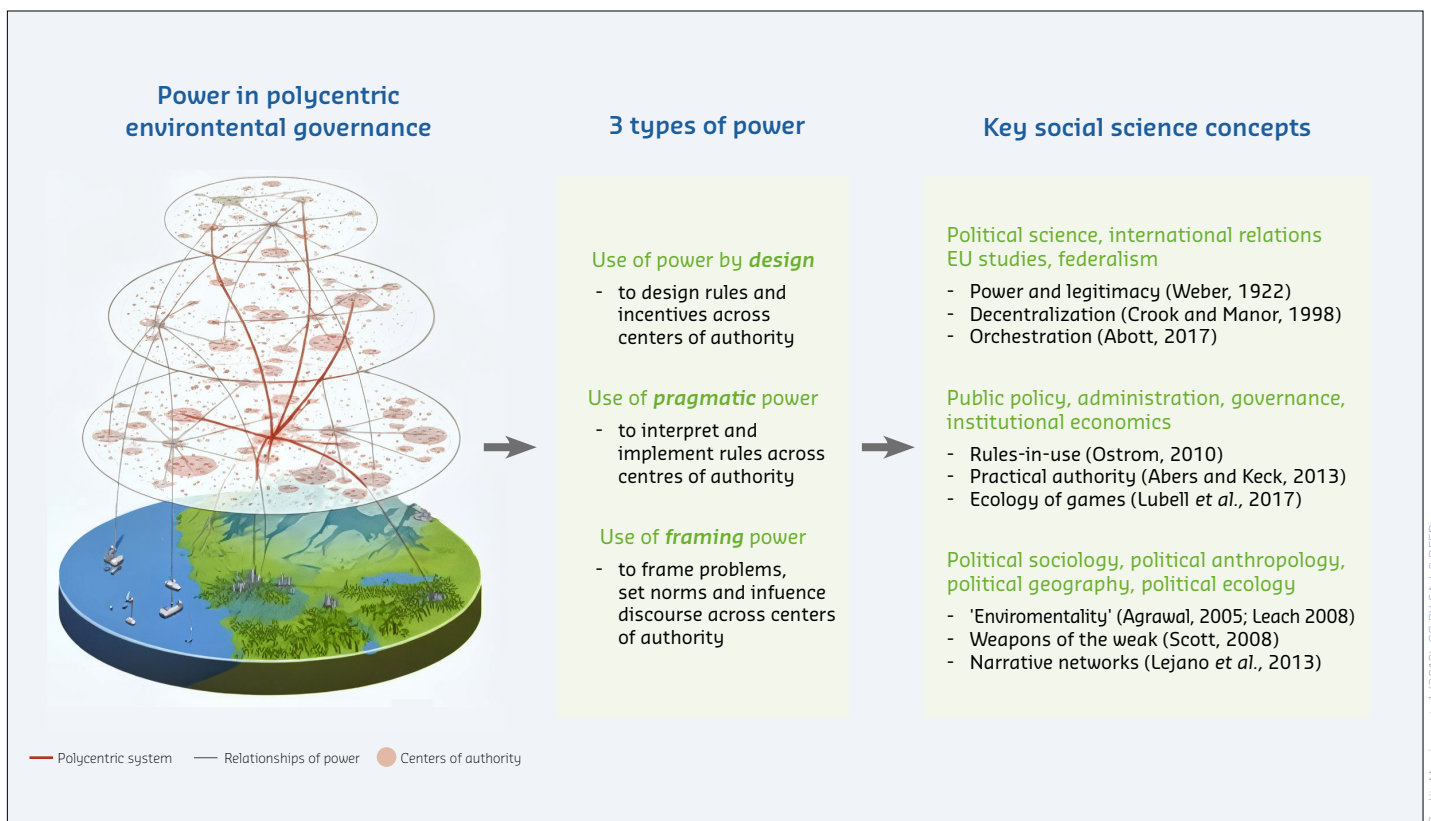 Power in polycentric
environtental governance
3 types of power
Key social science concepts
Use of power by design
- to design rules and
incentives across
centers of authority
Use of pragmatic power
- to interpret and
implement rules across
centres of authority
Use of framing power
- to frame problems,
set norms and infuence
discourse across centers
of authority
Political science, international relations
EU studies, federalism
- Power and legitimacy (Weber, 1922)
- Decentralization (Crook and Manor, 1998)
- Orchestration (Abott, 2017)
Public policy, administration, governance,
institutional economics
- Rules-in-use (Ostrom, 2010)
- Practical authority (Abers and Keck, 2013)
- Ecology of games (Lubell et al., 2017)
Political sociology, political anthropology,
political geography, political ecology
- 'Enviromentality' (Agrawal, 2005; Leach 2008)
- Weapons of the weak (Scott, 2008)
- Narrative networks (Lejano et al., 2013)
Polycentric system
Relationships of power
Centers of authority